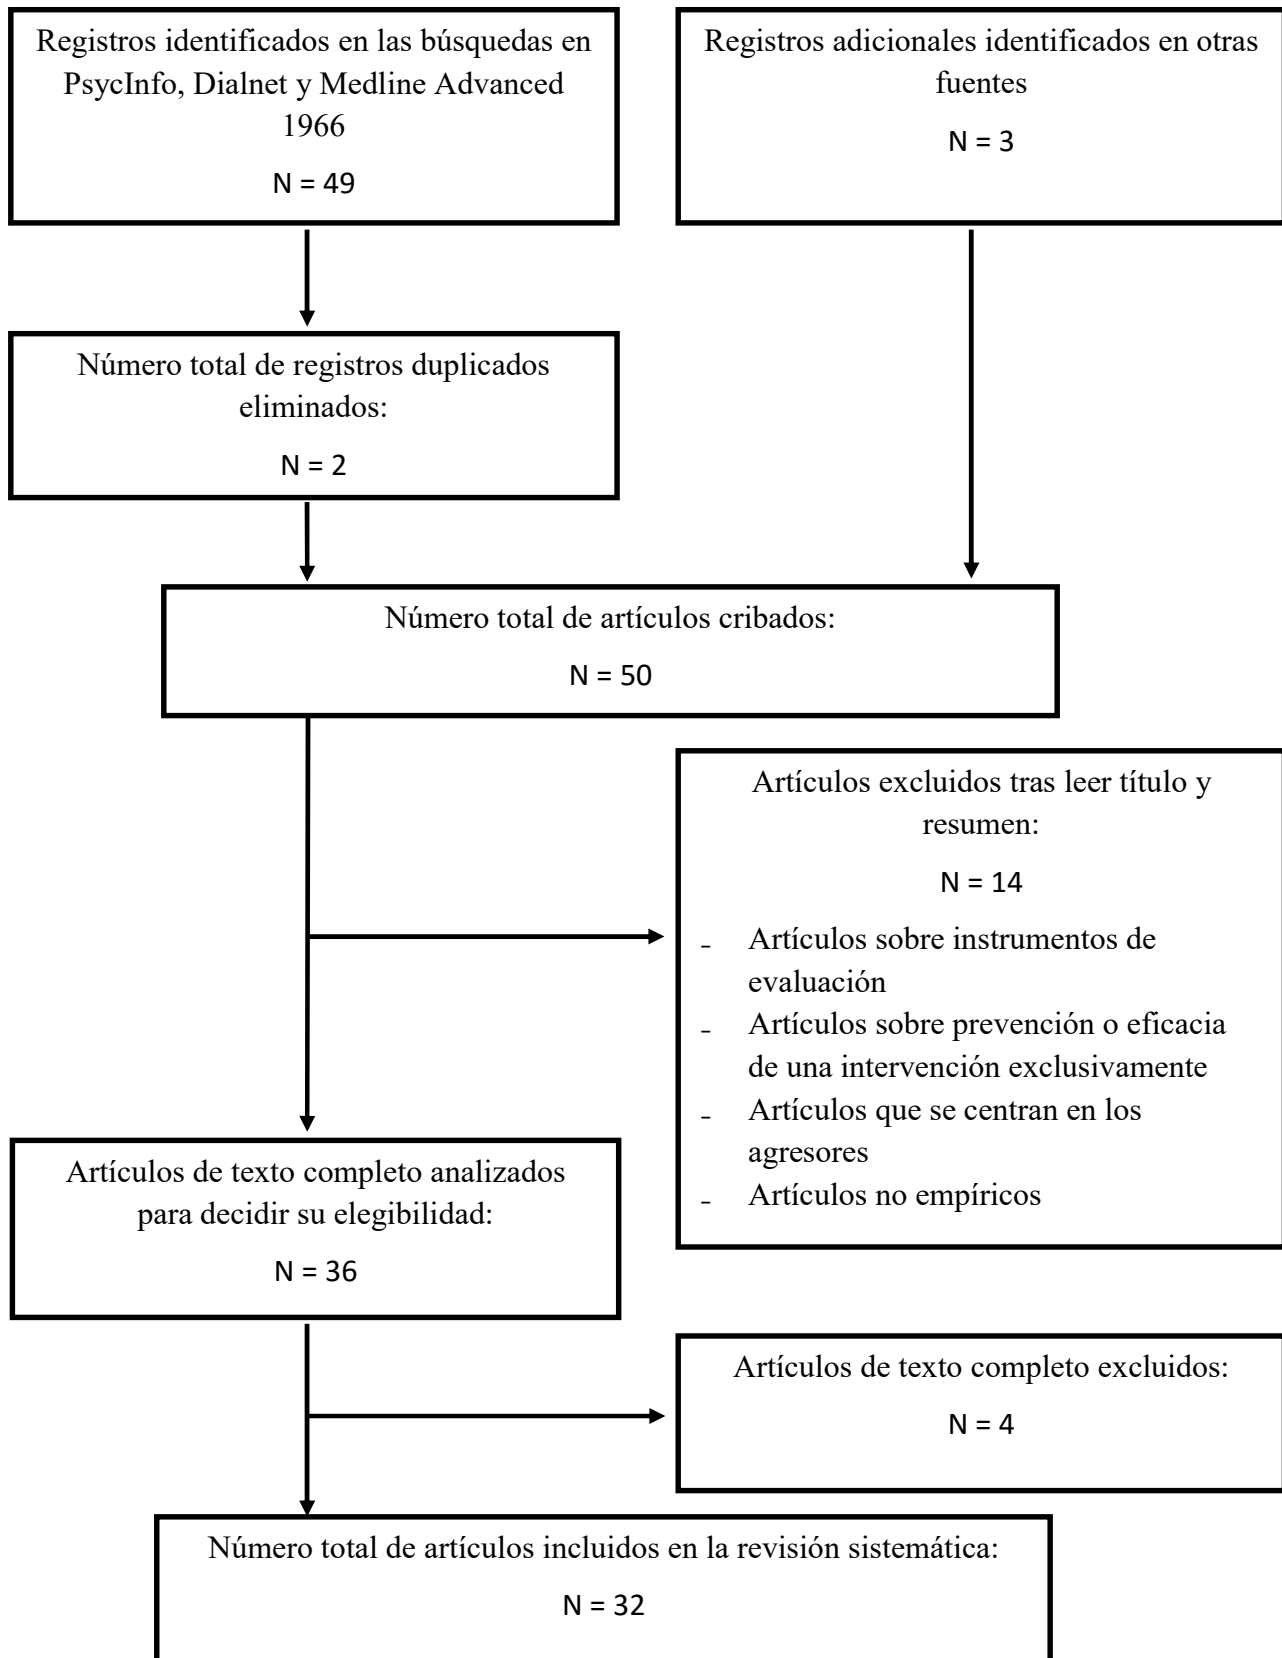 Registros identificados en las búsquedas en
PsycInfo, Dialnet y Medline Advanced
1966
N = 49
Registros adicionales identificados en otras
fuentes
N = 3
Número total de registros duplicados
eliminados:
N = 2
Número total de artículos cribados:
N = 50
Artículos excluidos tras leer título y
resumen:
N = 14
- Artículos sobre instrumentos de
evaluación
- Artículos sobre prevención o eficacia
de una intervención exclusivamente
- Artículos que se centran en los
agresores
- Artículos no empíricos
Artículos de texto completo analizados
para decidir su elegibilidad:
N = 36
Artículos de texto completo excluidos:
N = 4
Número total de artículos incluidos en la revisión sistemática:
N = 32